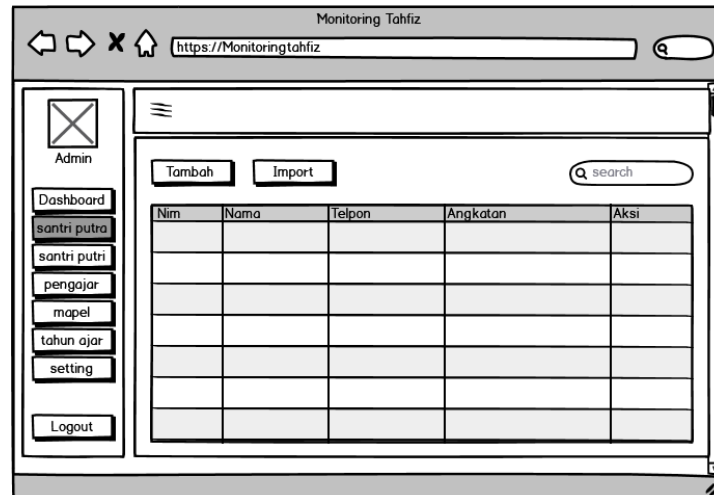 Monitoring Tahfiz
https://Monitoringtahfiz
Admin
Dashboard
santri putra
santri putri
pengajar
mapel
tahun ajar
setting
Logout
Tambah Import search
Nim Nama Telpon Angkatan Aksi